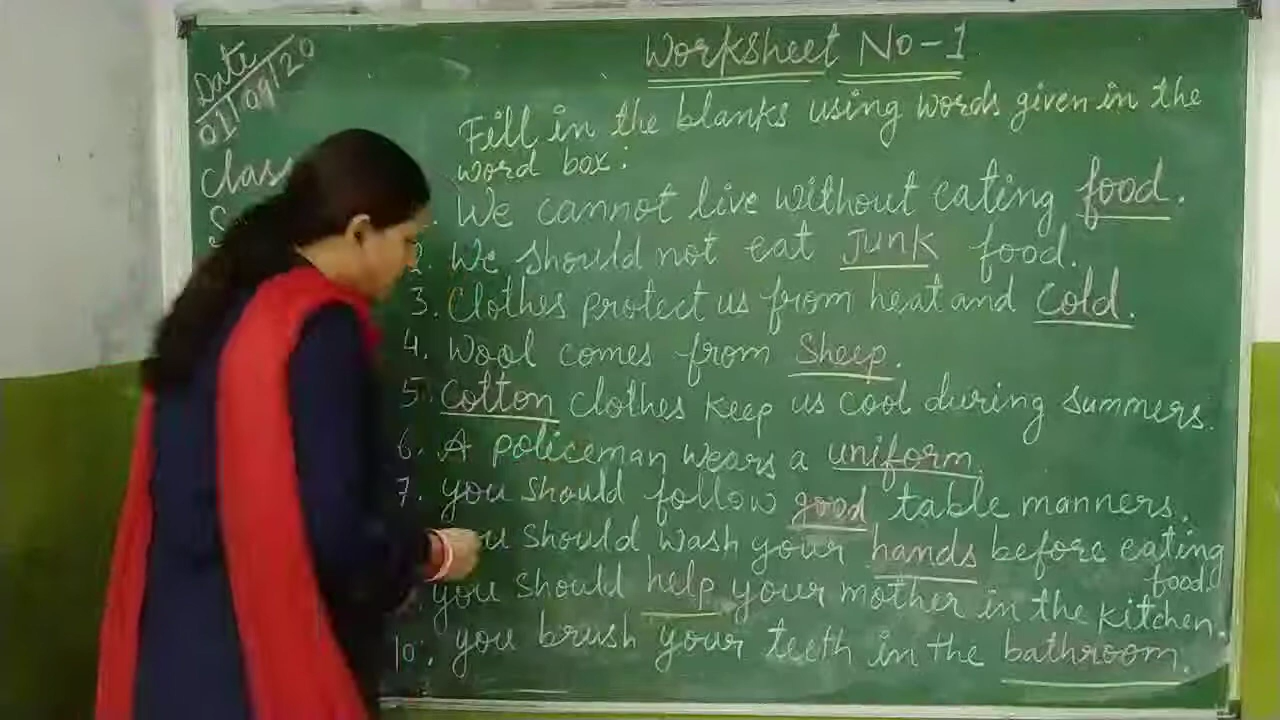 Worksheet No-1
Date
01/09/20
Clas
Fill in the blanks using words given in the
word box:
We cannot live without eating food.
2. We should not eat Junk food.
3. Clothes protect us from heat and cold.
4. Wool comes from Sheep.
5. Cotton clothes keep us cool during summers.
6. A policeman wears a uniform.
7. you should follow good table manners.
you should wash your hands before eating
food.
you should help your mother in the kitchen.
10. you brush your teeth in the bathroom.